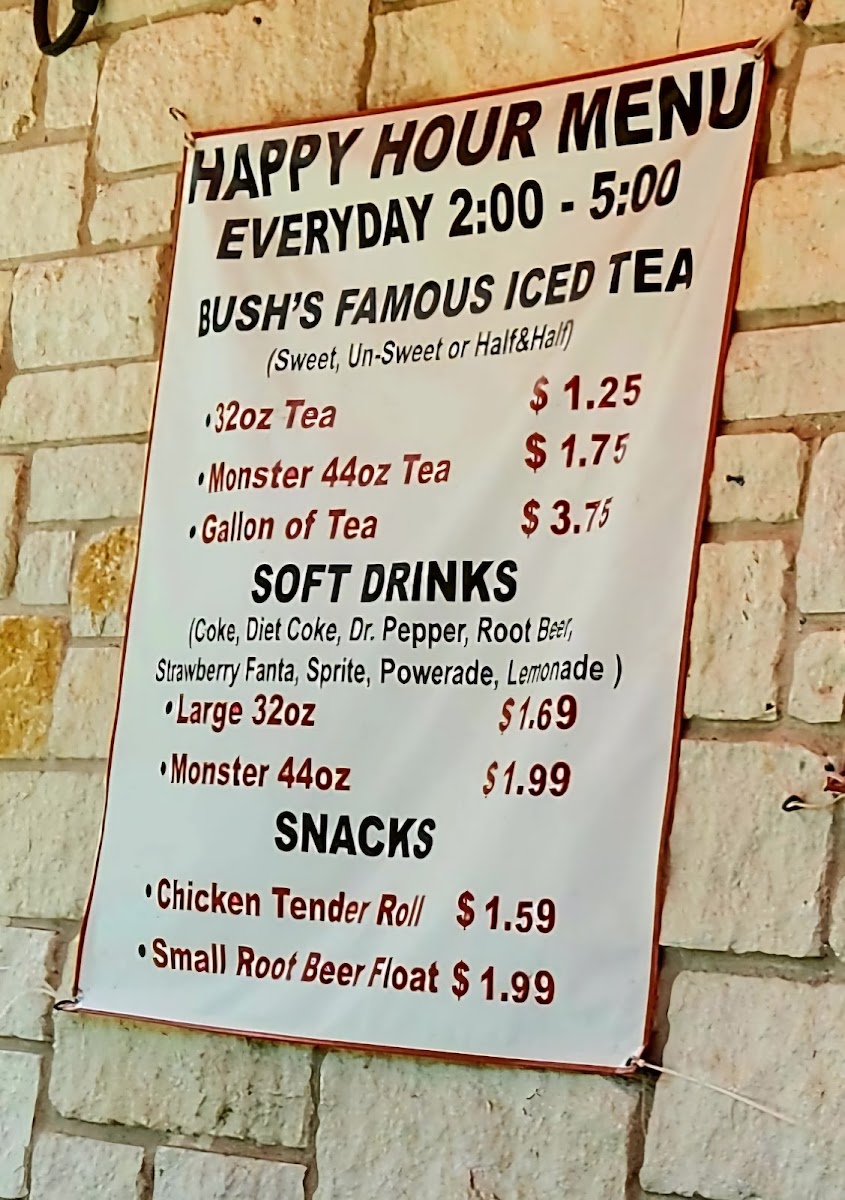 HAPPY HOUR MENU
EVERYDAY 2:00 - 5:00
BUSH'S FAMOUS ICED TEA
(Sweet, Un-Sweet or Half&Half)
•32oz Tea $ 1.25
•Monster 44oz Tea $ 1.75
•Gallon of Tea $ 3.75
SOFT DRINKS
(Coke, Diet Coke, Dr. Pepper, Root Beer,
Strawberry Fanta, Sprite, Powerade, Lemonade )
•Large 32oz $1.69
•Monster 44oz $1.99
SNACKS
•Chicken Tender Roll $ 1.59
•Small Root Beer Float $ 1.99